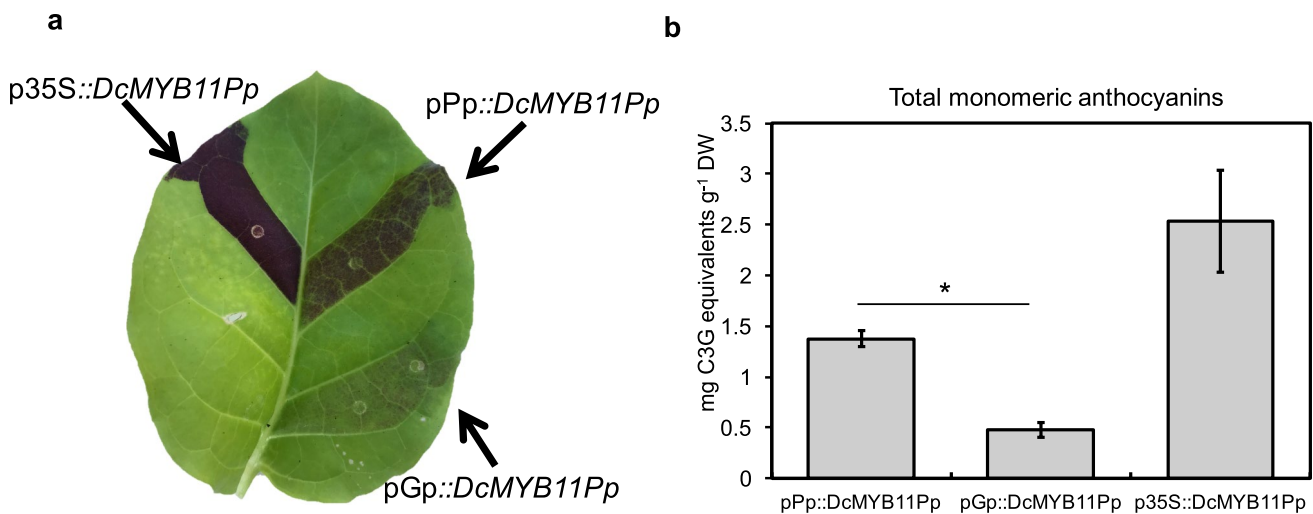 a
p35S::DcMYB11Pp
pPp::DcMYB11Pp
pGp::DcMYB11Pp
b
Total monomeric anthocyanins
mg C3G equivalents g⁻¹ DW
3.5
3
2.5
2
1.5
1
0.5
0
*
pPp::DcMYB11Pp pGp::DcMYB11Pp p35S::DcMYB11Pp